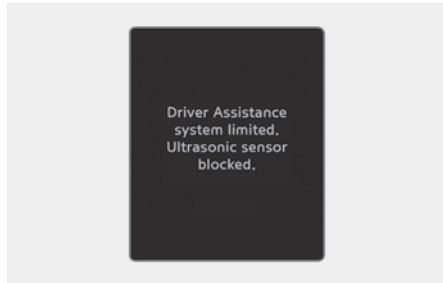 Driver Assistance
system limited.
Ultrasonic sensor
blocked.